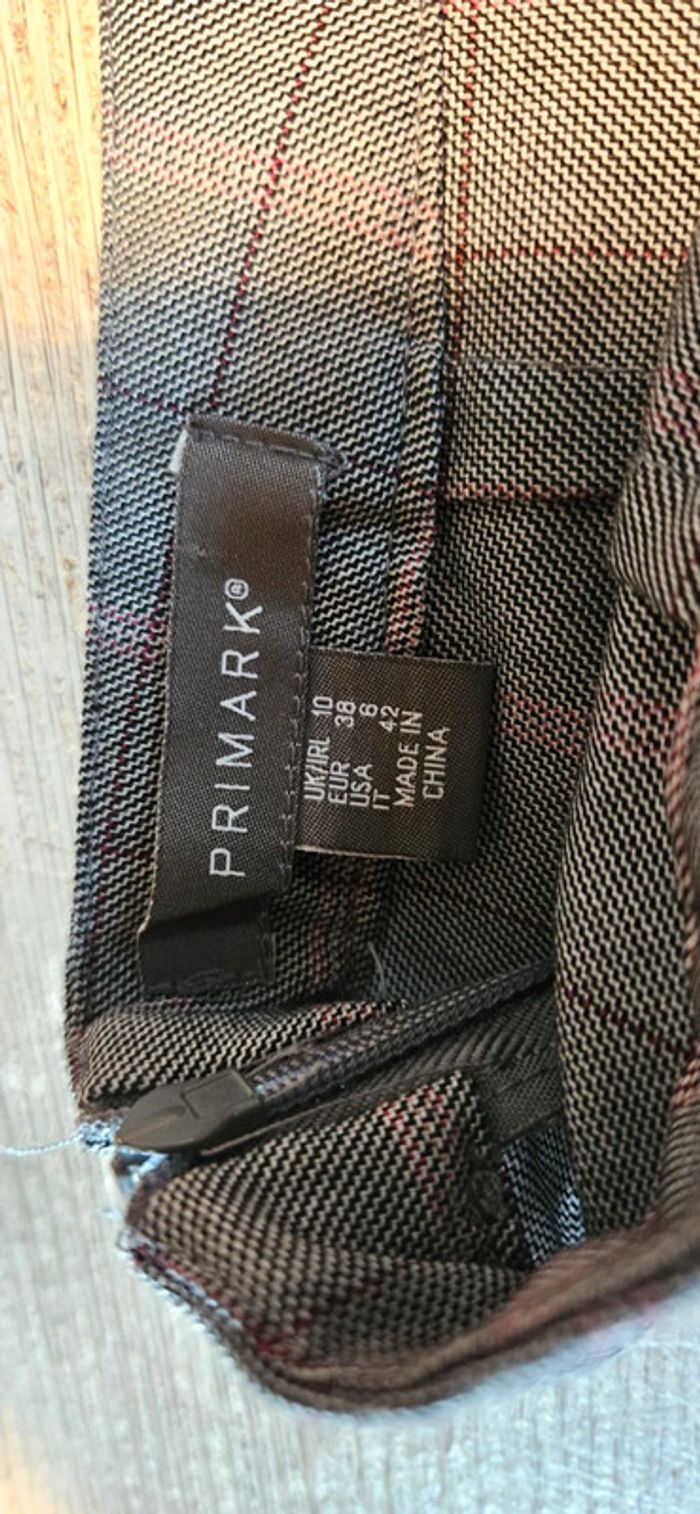 PRIMARK®
UK/IRL 10
EUR 38
USA 6
IT 42
MADE IN
CHINA